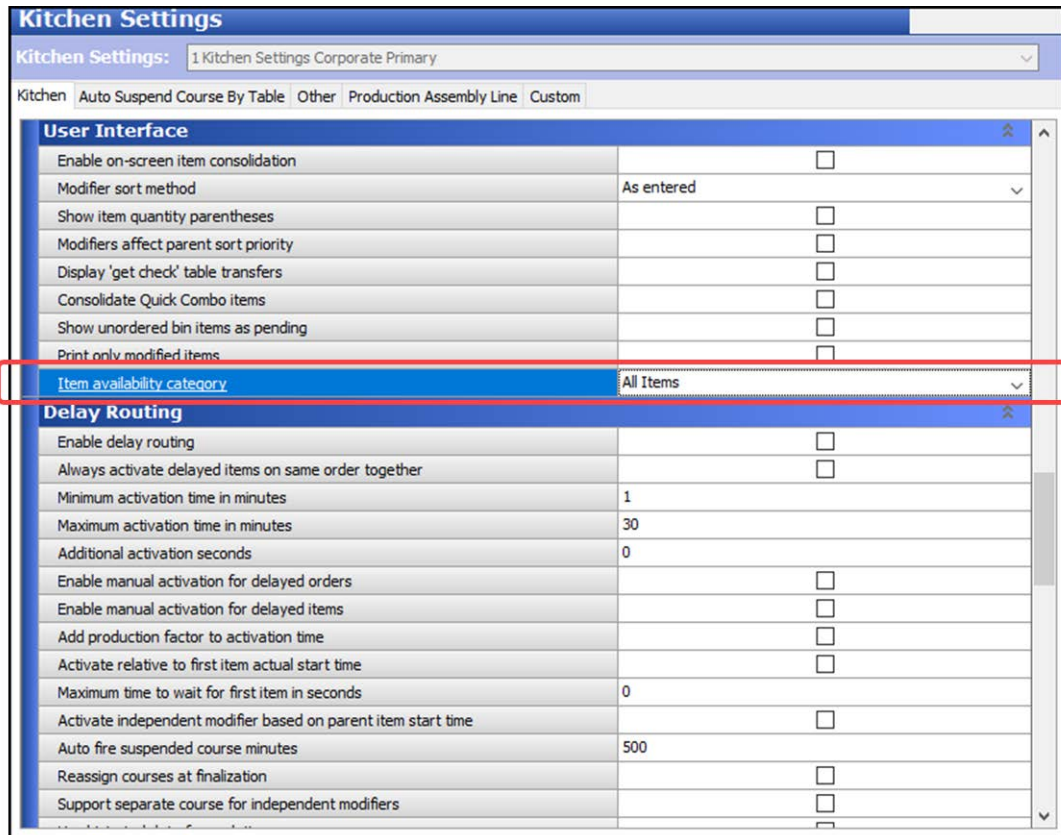 Kitchen Settings
Kitchen Settings: 1 Kitchen Settings Corporate Primary
Kitchen Auto Suspend Course By Table Other Production Assembly Line Custom
User Interface
Enable on-screen item consolidation
Modifier sort method As entered
Show item quantity parentheses
Modifiers affect parent sort priority
Display 'get check' table transfers
Consolidate Quick Combo items
Show unordered bin items as pending
Print only modified items
Item availability category All Items
Delay Routing
Enable delay routing
Always activate delayed items on same order together
Minimum activation time in minutes 1
Maximum activation time in minutes 30
Additional activation seconds 0
Enable manual activation for delayed orders
Enable manual activation for delayed items
Add production factor to activation time
Activate relative to first item actual start time
Maximum time to wait for first item in seconds 0
Activate independent modifier based on parent item start time
Auto fire suspended course minutes 500
Reassign courses at finalization
Support separate course for independent modifiers